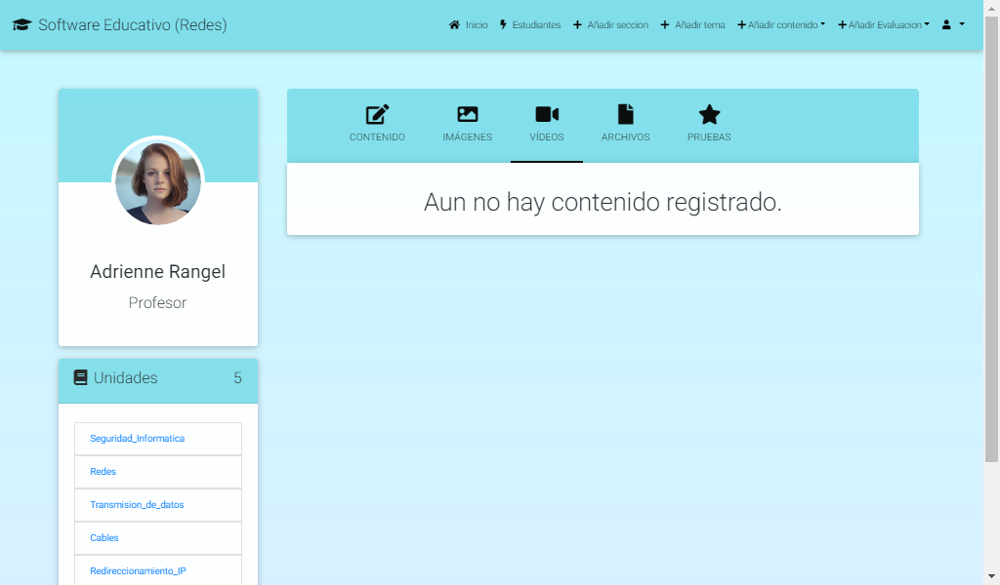 Software Educativo (Redes)
Inicio
Estudiantes
Añadir seccion
Añadir tema
Añadir contenido
Añadir Evaluacion
CONTENIDO
IMÁGENES
VÍDEOS
ARCHIVOS
PRUEBAS
Aun no hay contenido registrado.
Adrienne Rangel
Profesor
Unidades 5
Seguridad_Informatica
Redes
Transmision_de_datos
Cables
Redireccionamiento_IP